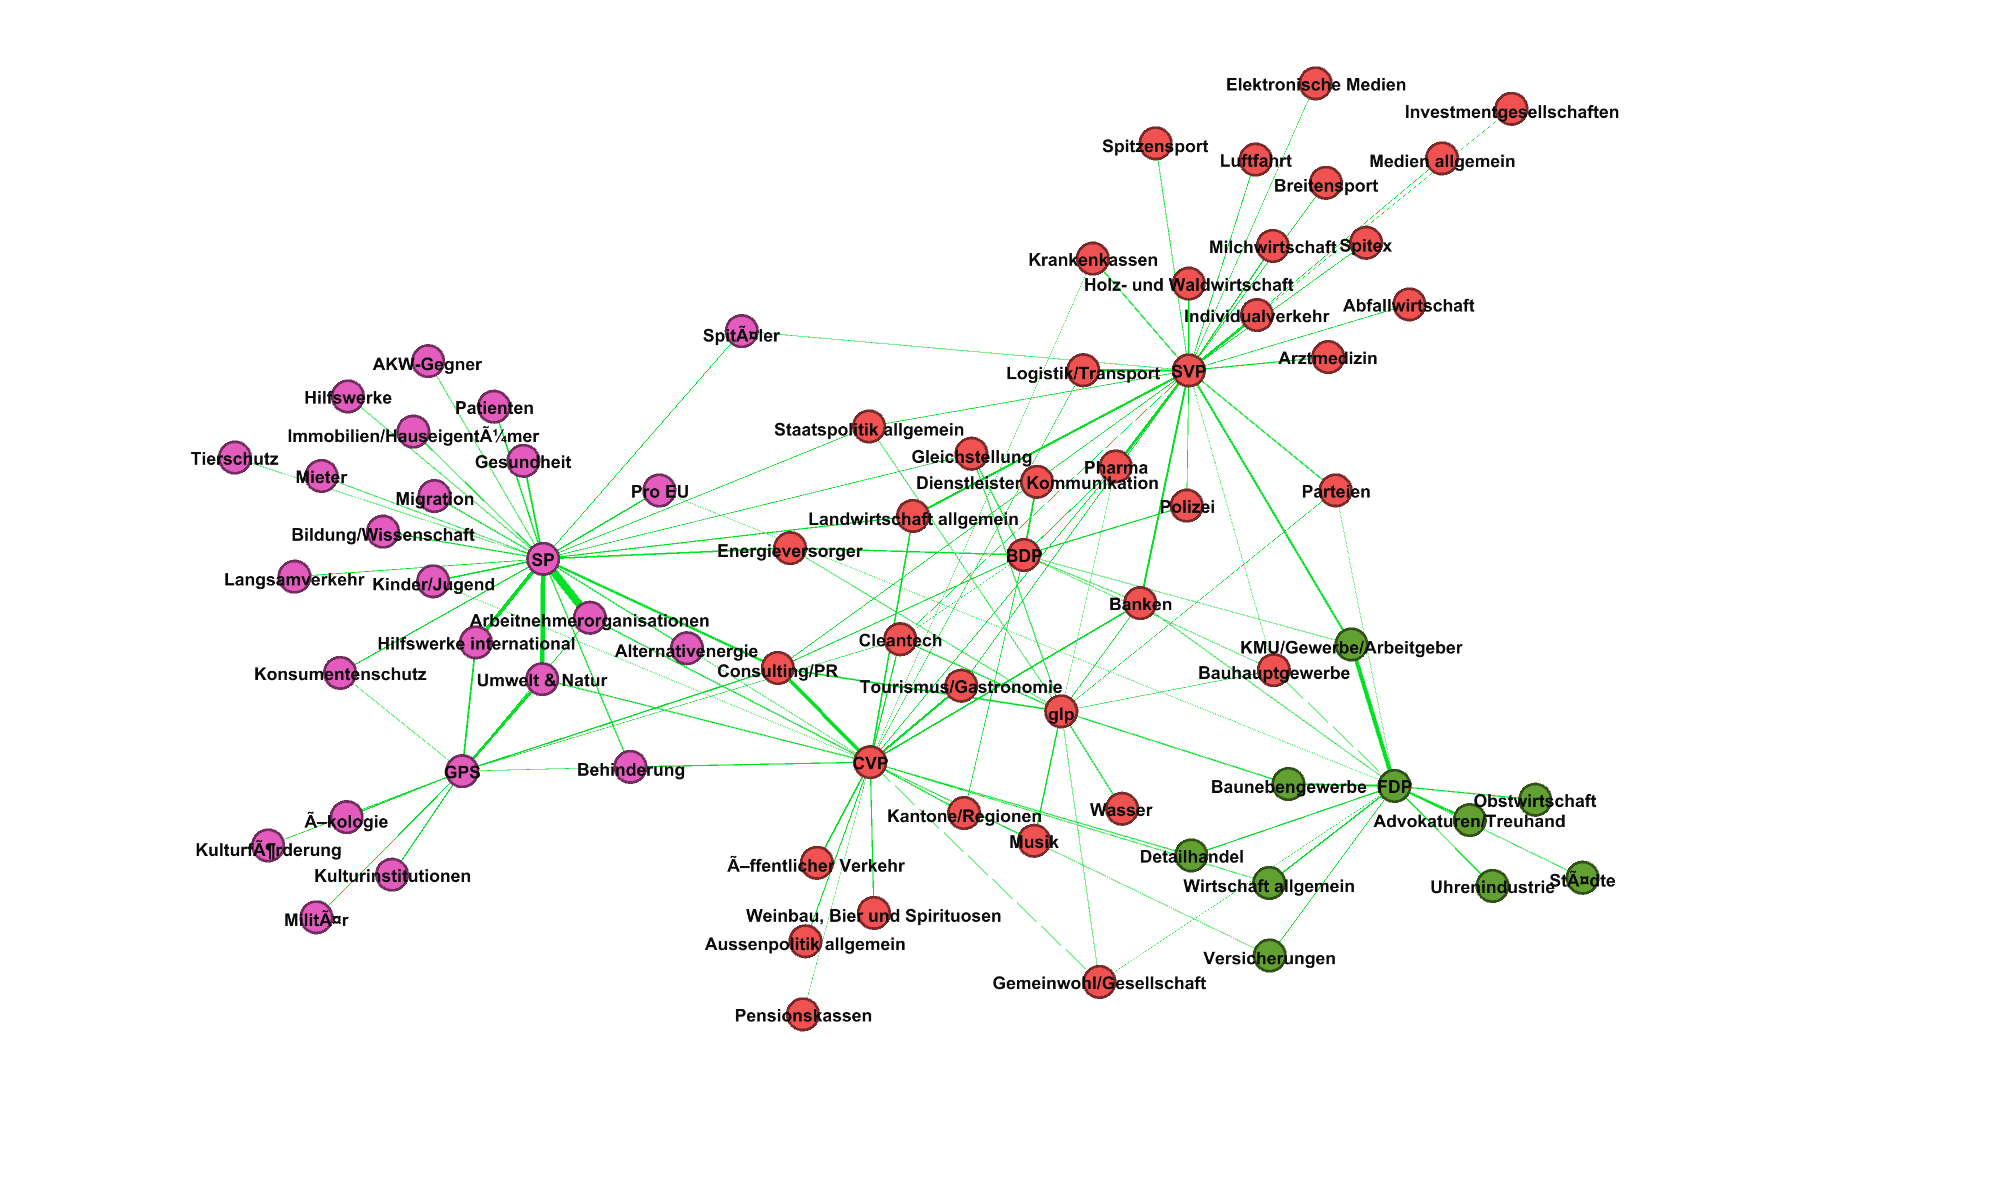 Elektronische Medien
Investmentgesellschaften
Spitzensport
Luftfahrt
Medien allgemein
Breitensport
Milchwirtschaft
Spitex
Krankenkassen
Holz- und Waldwirtschaft
Abfallwirtschaft
Individualverkehr
SpitÃ¤ler
Arztmedizin
AKW-Gegner
Logistik/Transport
SVP
Hilfswerke
Patienten
Staatspolitik allgemein
Immobilien/HauseigentÃ¼mer
Tierschutz
Gesundheit
Gleichstellung
Pharma
Mieter
Dienstleister Kommunikation
Pro EU
Parteien
Migration
Polizei
Landwirtschaft allgemein
Bildung/Wissenschaft
Energieversorger
BDP
SP
Langsamverkehr
Kinder/Jugend
Banken
Arbeitnehmerorganisationen
Cleantech
Hilfswerke international
KMU/Gewerbe/Arbeitgeber
Alternativenergie
Consulting/PR
Konsumentenschutz
Bauhauptgewerbe
Umwelt & Natur
Tourismus/Gastronomie
glp
CVP
GPS
Behinderung
Baunebengewerbe
FDP
Obstwirtschaft
Wasser
Kantone/Regionen
Ã–kologie
Advokaturen/Treuhand
Musik
KulturfÃ¶rderung
Detailhandel
Ã–ffentlicher Verkehr
Kulturinstitutionen
StÃ¤dte
Wirtschaft allgemein
Uhrenindustrie
Weinbau, Bier und Spirituosen
MilitÃ¤r
Aussenpolitik allgemein
Versicherungen
Gemeinwohl/Gesellschaft
Pensionskassen